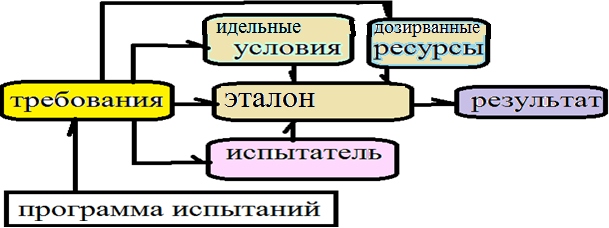 идельные
условия
дозирванные
ресурсы
требования
эталон
результат
испытатель
программа испытаний